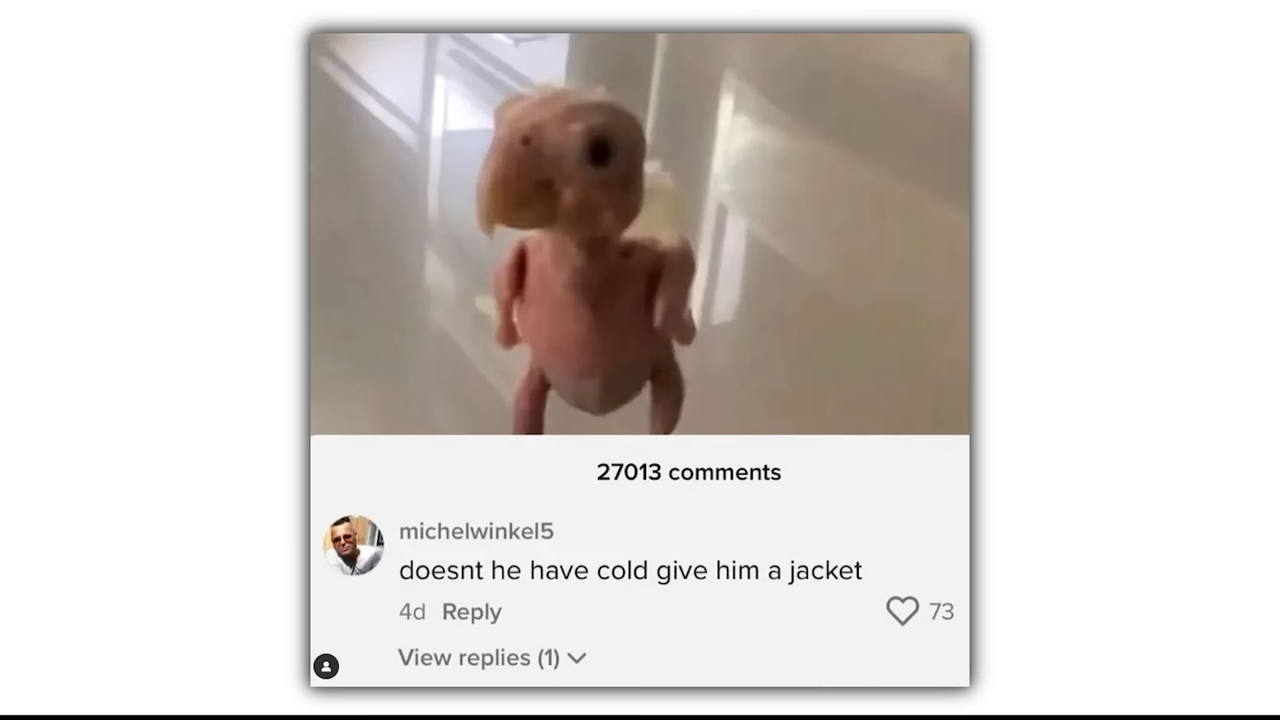 27013 comments
michelwinkel5
doesnt he have cold give him a jacket
4d Reply
73
View replies (1)